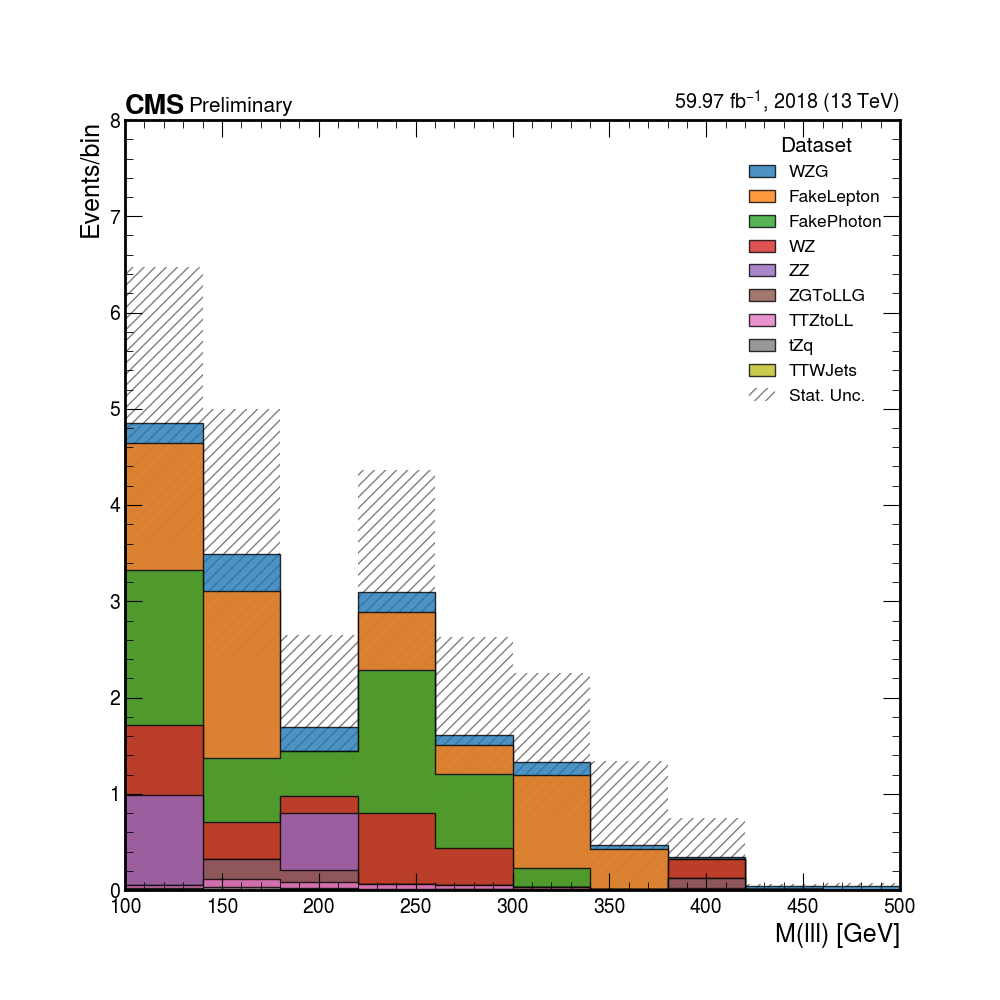 CMS Preliminary
59.97 fb⁻¹, 2018 (13 TeV)
Events/bin
8
7
6
5
4
3
2
1
0
Dataset
WZG
FakeLepton
FakePhoton
WZ
ZZ
ZGToLLG
TTZtoLL
tZq
TTWJets
Stat. Unc.
100 150 200 250 300 350 400 450 500
M(lll) [GeV]